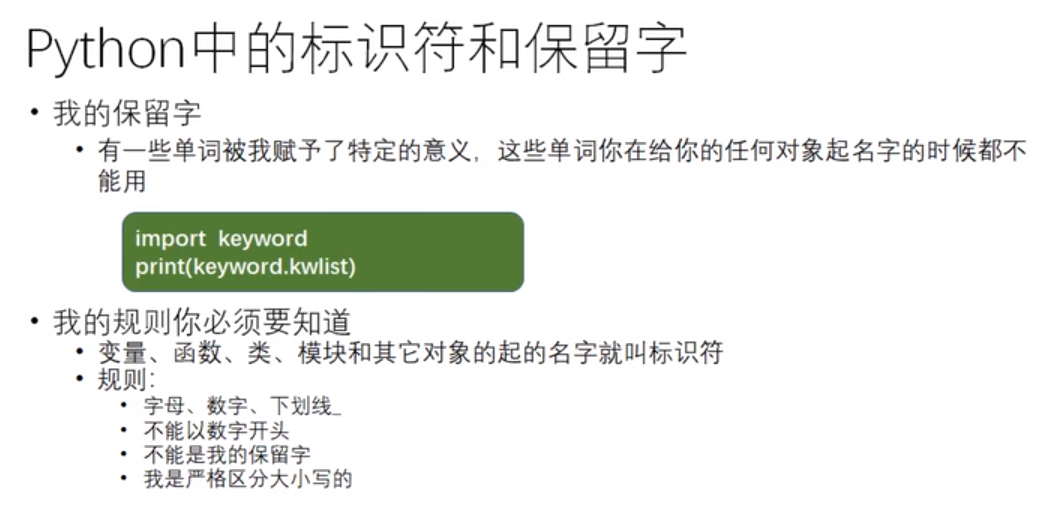 Python中的标识符和保留字
• 我的保留字
• 有一些单词被我赋予了特定的意义，这些单词你在给你的任何对象起名字的时候都不
能用
import  keyword
print(keyword.kwlist)
• 我的规则你必须要知道
• 变量、函数、类、模块和其它对象的起的名字就叫标识符
• 规则：
• 字母、数字、下划线_
• 不能以数字开头
• 不能是我的保留字
• 我是严格区分大小写的